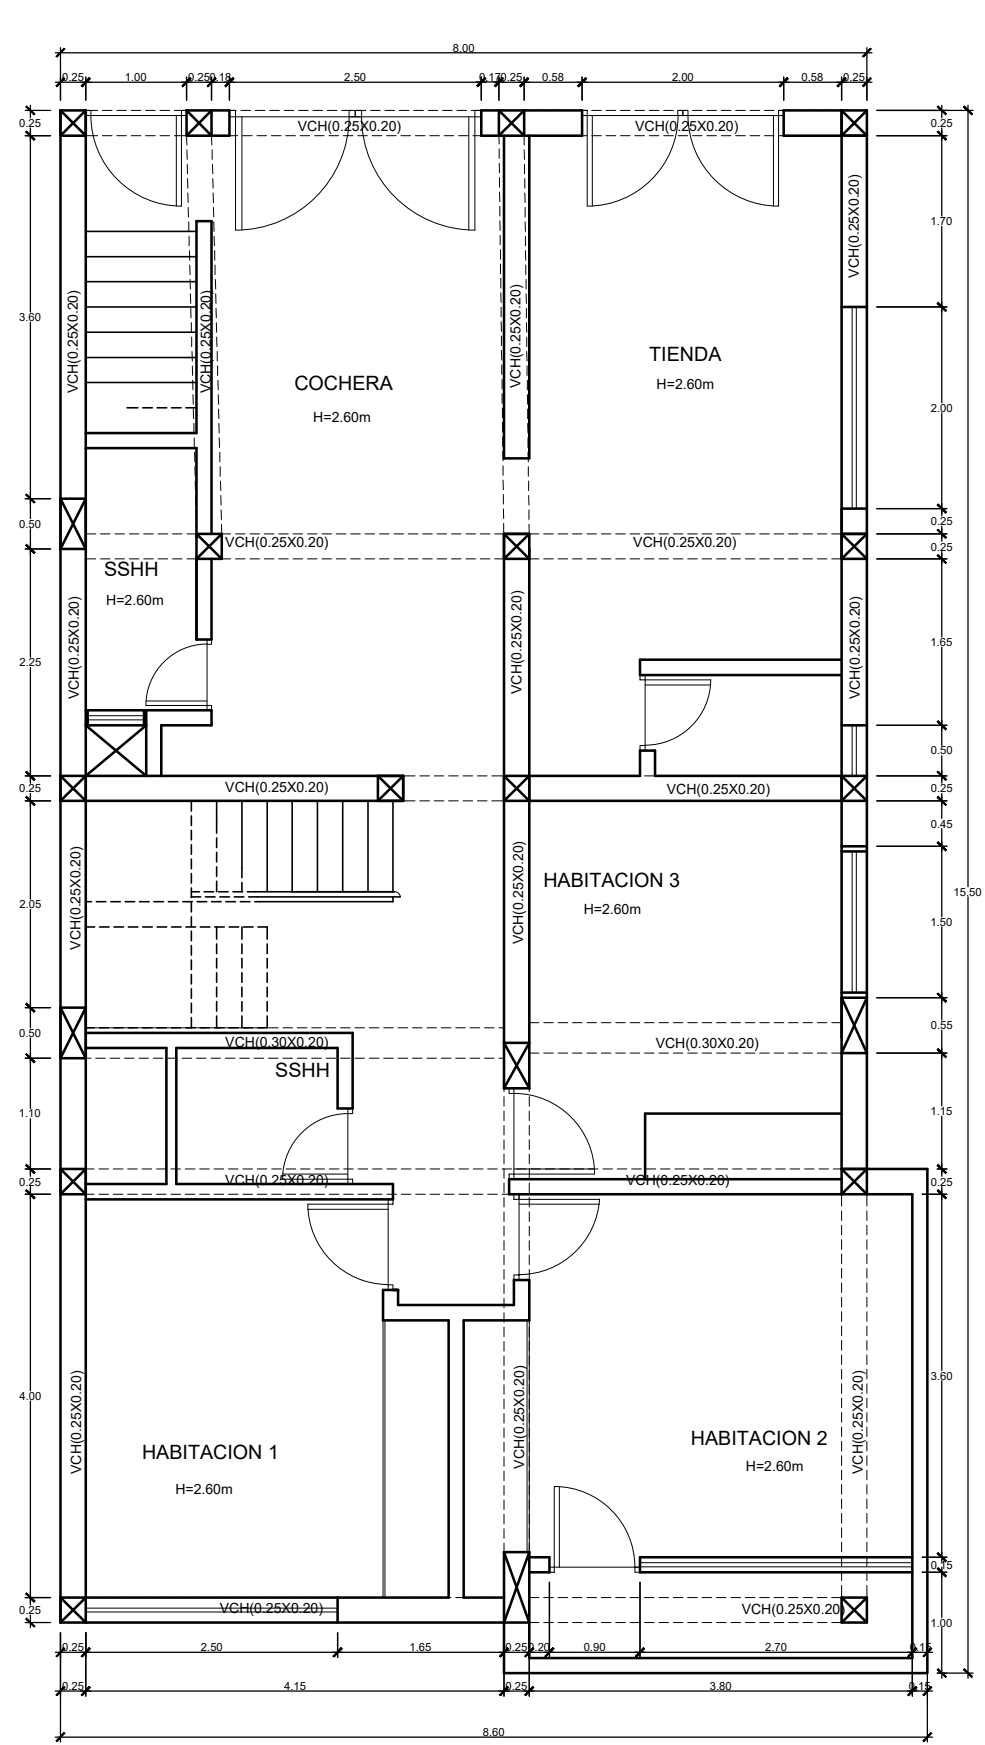 8.00
0.25
1.00
0.25
0.18
2.50
0.17
0.25
0.58
2.00
0.58
0.25
0.25
VCH(0.25X0.20)
VCH(0.25X0.20)
0.25
VCH(0.25X0.20)
1.70
3.60
VCH(0.25X0.20)
VCH(0.25X0.20)
VCH(0.25X0.20)
COCHERA
H=2.60m
TIENDA
H=2.60m
2.00
0.50
VCH(0.25X0.20)
VCH(0.25X0.20)
0.25
0.25
SSHH
H=2.60m
2.25
VCH(0.25X0.20)
VCH(0.25X0.20)
VCH(0.25X0.20)
1.65
0.50
0.25
VCH(0.25X0.20)
VCH(0.25X0.20)
0.25
0.45
2.05
VCH(0.25X0.20)
VCH(0.25X0.20)
HABITACION 3
H=2.60m
15.50
1.50
0.50
VCH(0.30X0.20)
VCH(0.30X0.20)
0.55
SSHH
1.10
1.15
0.25
VCH(0.25X0.20)
VCH(0.25X0.20)
0.25
4.00
VCH(0.25X0.20)
VCH(0.25X0.20)
VCH(0.25X0.20)
3.60
HABITACION 1
H=2.60m
HABITACION 2
H=2.60m
0.15
0.25
VCH(0.25X0.20)
VCH(0.25X0.20)
1.00
0.25
2.50
1.65
0.25
0.20
0.90
2.70
0.15
0.25
4.15
0.25
3.80
0.15
8.60